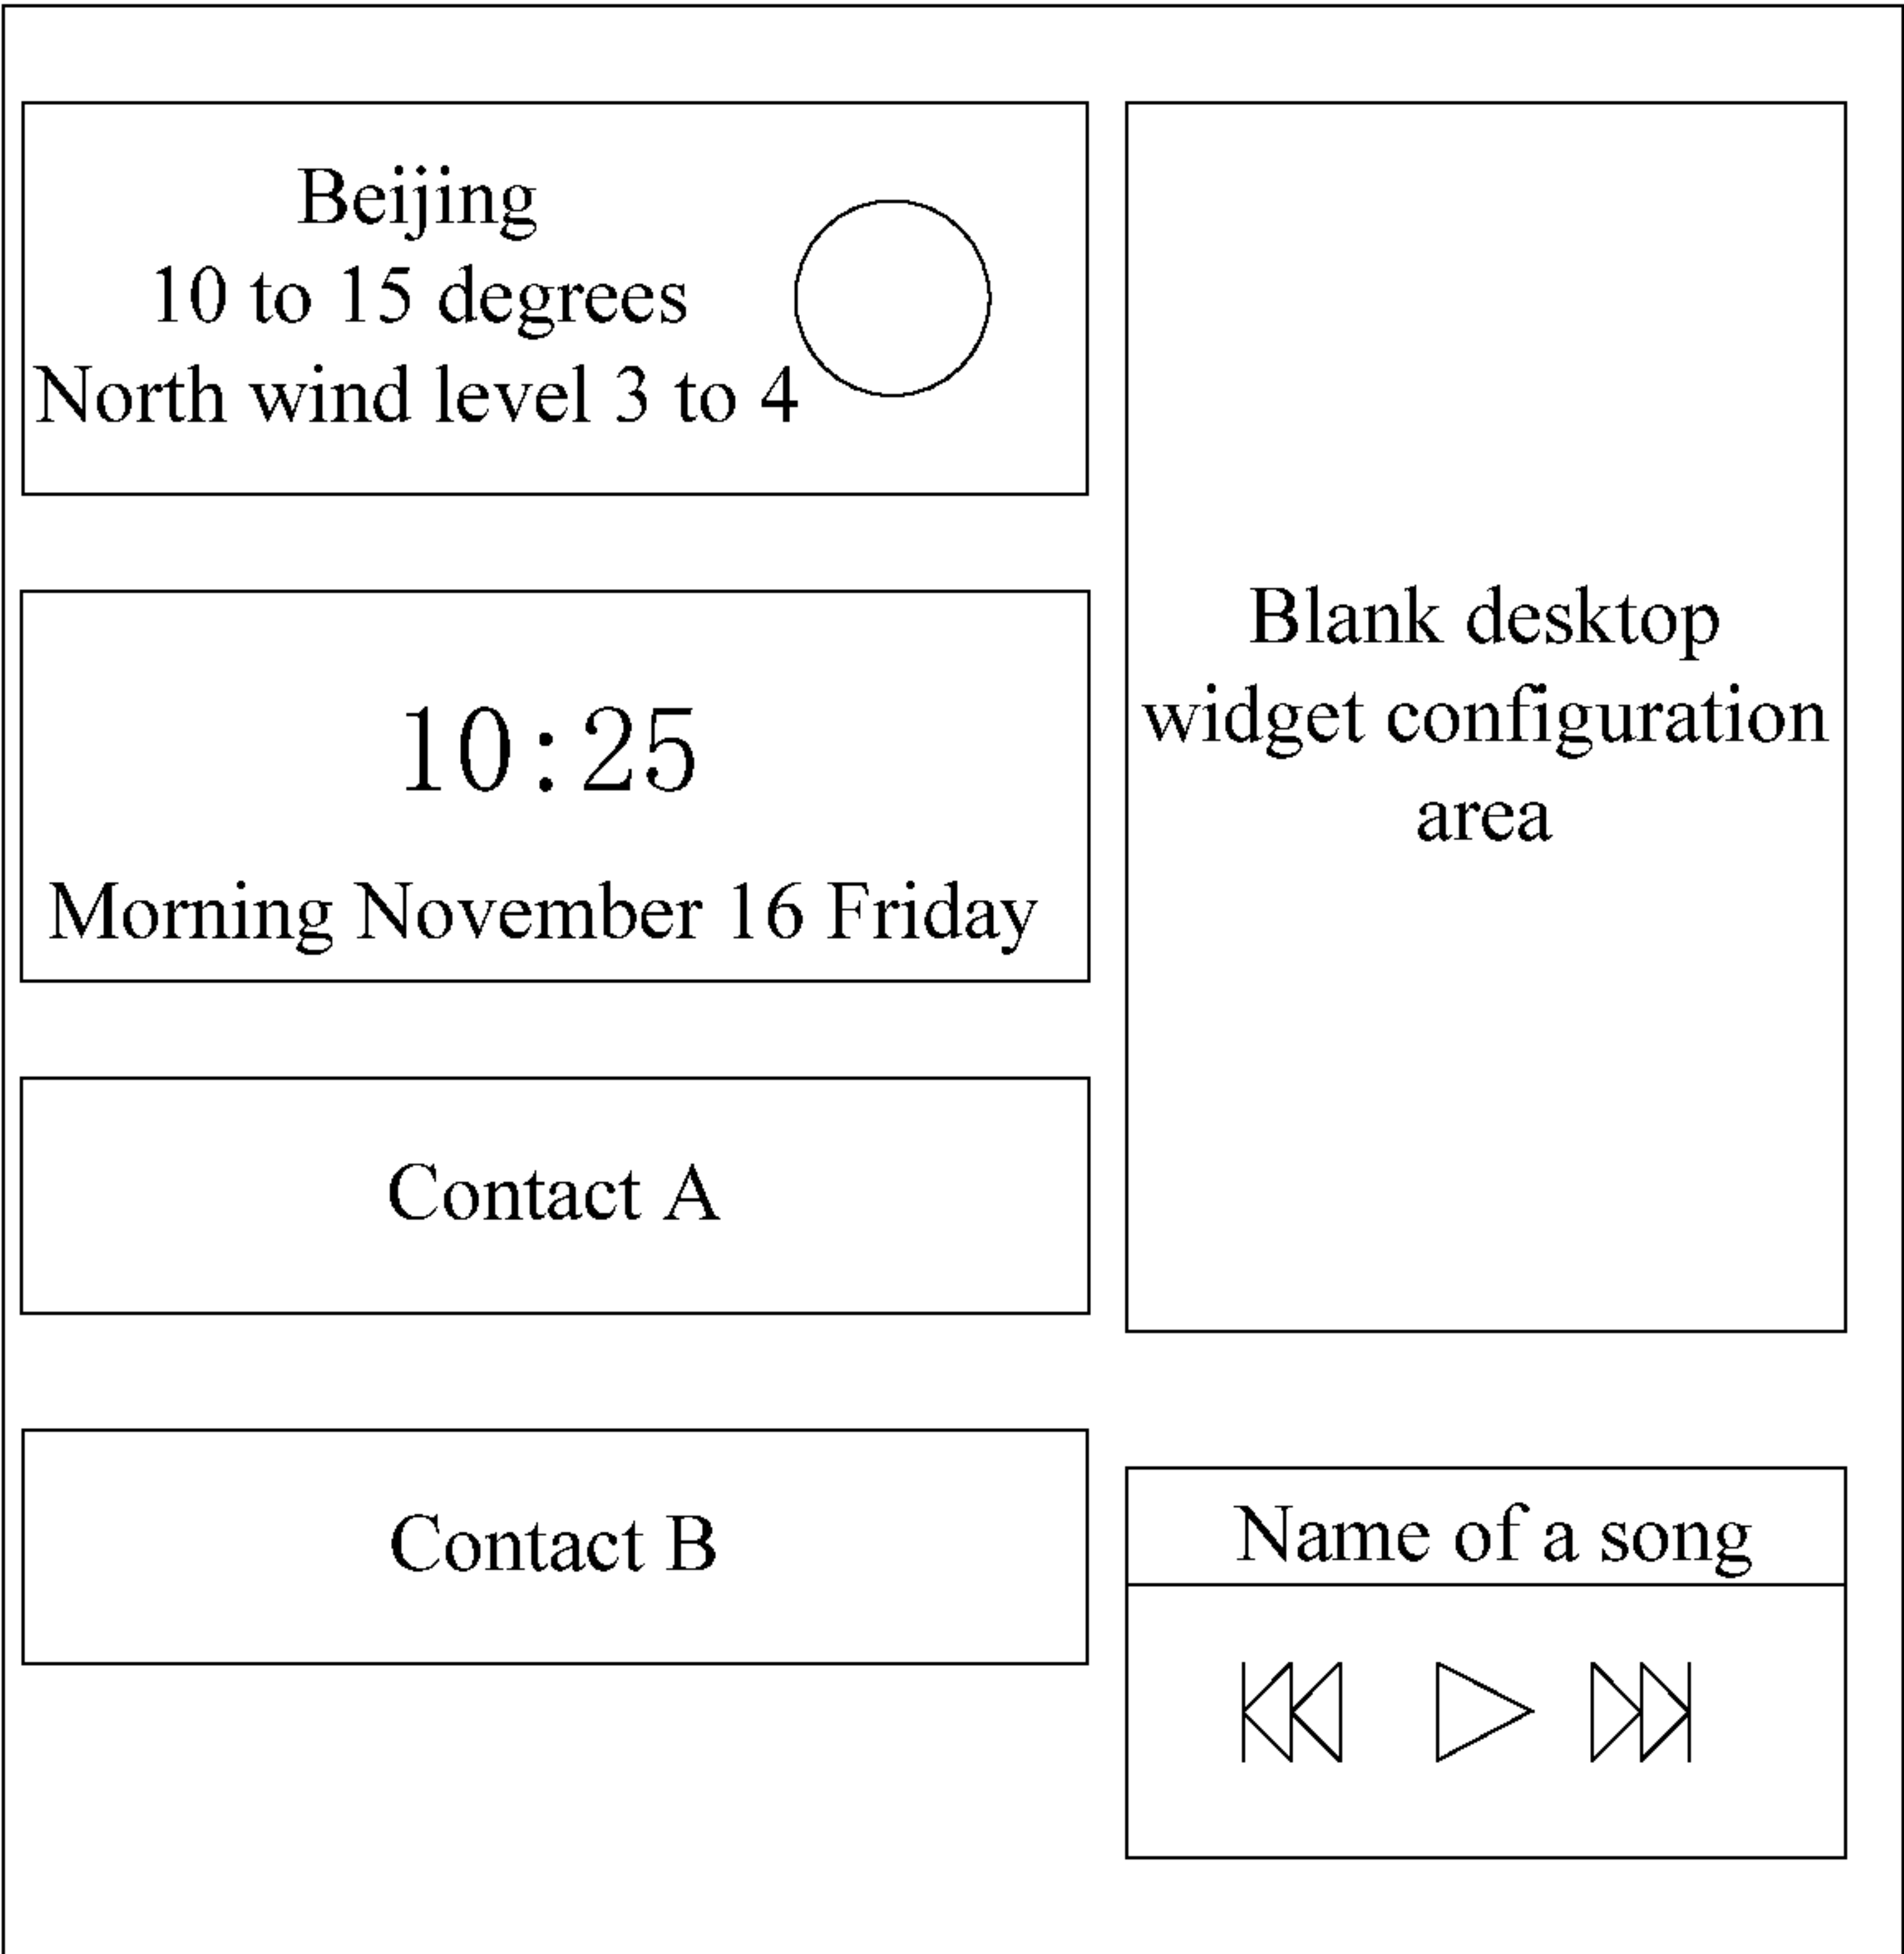 Beijing
10 to 15 degrees
North wind level 3 to 4
10:25
Morning November 16 Friday
Contact A
Contact B
Blank desktop
widget configuration
area
Name of a song